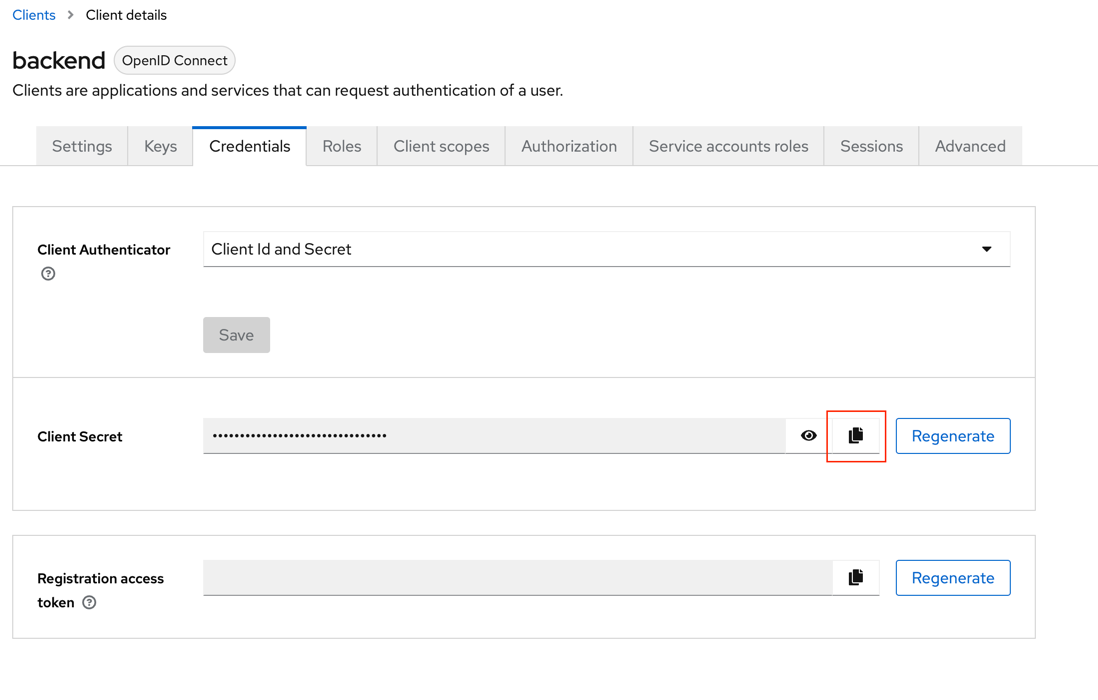 Clients > Client details
backend OpenID Connect
Clients are applications and services that can request authentication of a user.
Settings Keys Credentials Roles Client scopes Authorization Service accounts roles Sessions Advanced
Client Authenticator
Client Id and Secret
Save
Client Secret
••••••••••••••••••••••••••••••••
Regenerate
Registration access
token
Regenerate